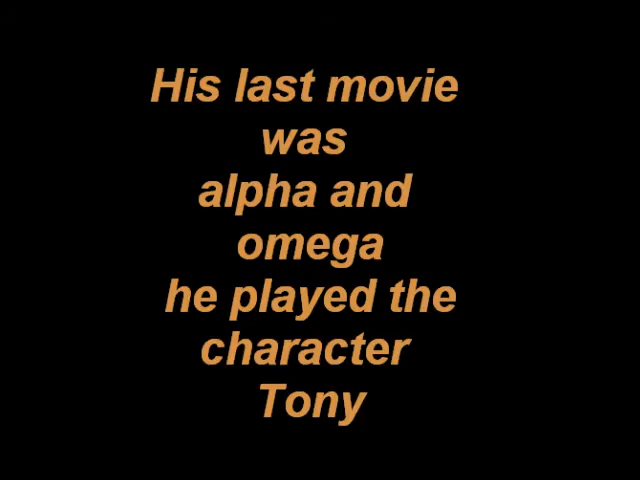 His last movie
was
alpha and
omega
he played the
character
Tony